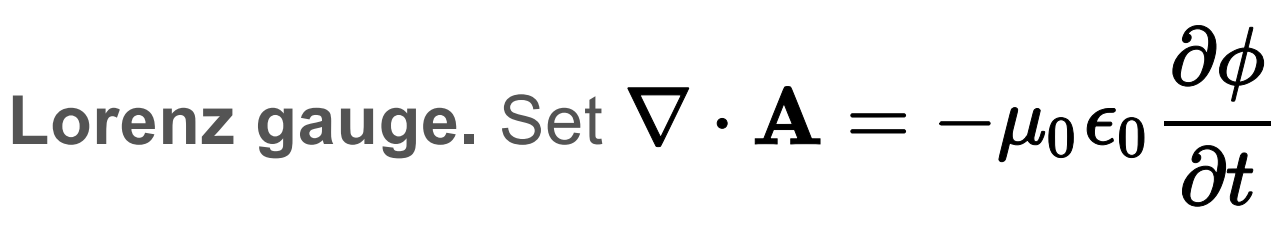 Lorenz gauge. Set ∇ · A = −μ₀ϵ₀ ∂ϕ/∂t